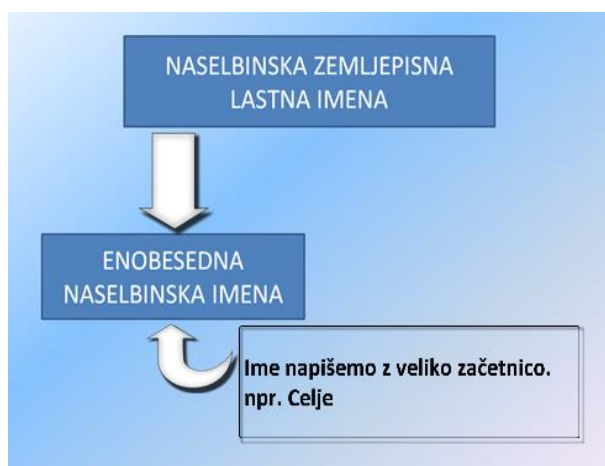 NASELBINSKA ZEMLJEPISNA
LASTNA IMENA
ENOBESEDNA
NASELBINSKA IMENA
Ime napišemo z veliko začetnico.
npr. Celje